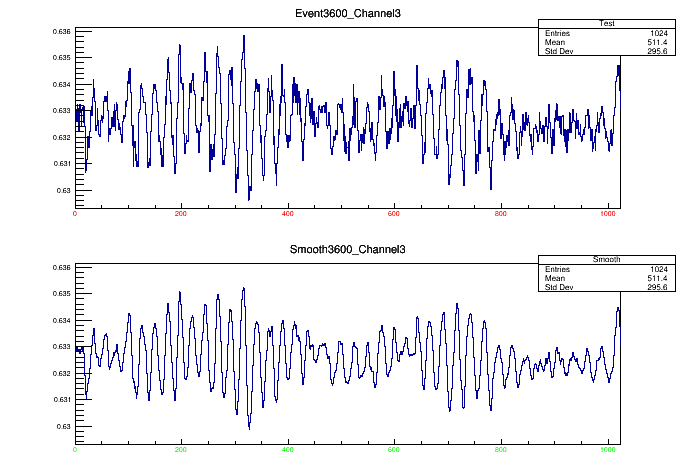 Event3600_Channel3
Test
Entries 1024
Mean 511.4
Std Dev 295.6
0.636
0.635
0.634
0.633
0.632
0.631
0.63
0 200 400 600 800 1000
Smooth3600_Channel3
Smooth
Entries 1024
Mean 511.4
Std Dev 295.6
0.636
0.635
0.634
0.633
0.632
0.631
0.63
0 200 400 600 800 1000